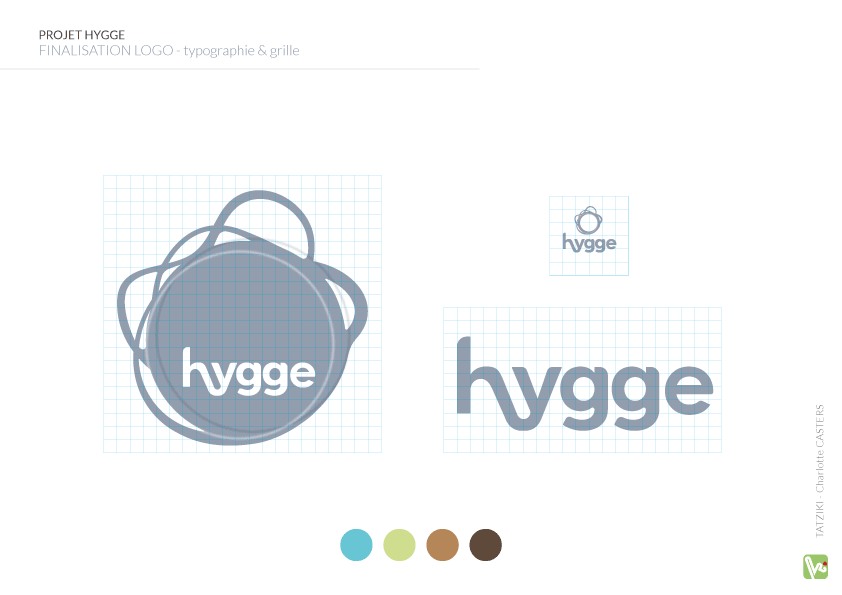 PROJET HYGGE
FINALISATION LOGO - typographie & grille
hygge
hygge
hygge
TATZIKI - Charlotte CASTERS